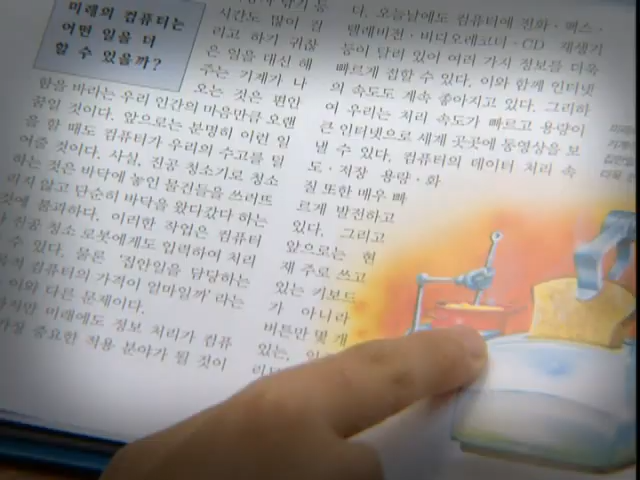 미래의 컴퓨터는
어떤 일을 더
할 수 있을까?
시간도 많이 걸
리고 하기 귀찮
은 일을 대신 해
주는 기계가 나
오는 것은 편안
함을 바라는 우리 인간의 마음만큼 오랜
꿈일 것이다. 앞으로는 분명히 이런 일
을 할 때도 컴퓨터가 우리의 수고를 덜
어줄 것이다. 사실, 진공 청소기로 청소
하는 것은 바닥에 놓인 물건들을 쓰러뜨
리지 않고 단순히 바닥을 왔다갔다 하는
것에 불과하다. 이러한 작업은 컴퓨터
진공 청소 로봇에게도 입력하여 처리
수 있다. 물론 '집안일을 담당하는
컴퓨터의 가격이 얼마일까'라는
이와 다른 문제이다.
미래에도 정보 처리가 컴퓨
가장 중요한 적용 분야가 될 것이
다. 오늘날에도 컴퓨터에 전화·팩스·
텔레비전·비디오레코더·CD 재생기
등이 달려 있어 여러 가지 정보를 더욱
빠르게 접할 수 있다. 이와 함께 인터넷
의 속도도 계속 좋아지고 있다. 그리하
여 우리는 처리 속도가 빠르고 용량이
큰 인터넷으로 세계 곳곳에 동영상을 보
낼 수 있다. 컴퓨터의 데이터 처리 속
도·저장 용량·화
질 또한 매우 빠
르게 발전하고
있다. 그리고
앞으로는 현
재 주로 쓰고
있는 키보드
가 아니라
버튼만 몇 개
있는,